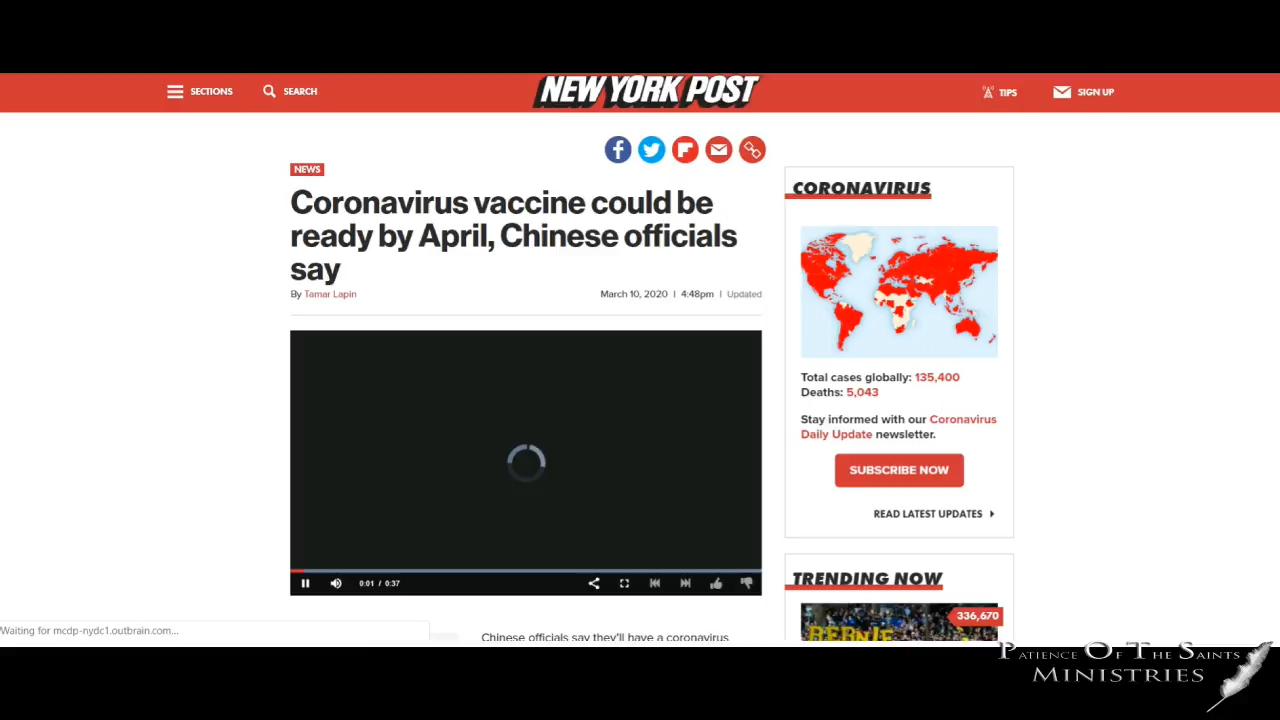 SECTIONS
SEARCH
NEW YORK POST
TIPS
SIGN UP
NEWS
Coronavirus vaccine could be
ready by April, Chinese officials
say
By Tamar Lapin
March 10, 2020 | 4:48pm | Updated
0:01 / 0:37
Chinese officials say they'll have a coronavirus
CORONAVIRUS
Total cases globally: 135,400
Deaths: 5,043
Stay informed with our Coronavirus
Daily Update newsletter.
SUBSCRIBE NOW
READ LATEST UPDATES
TRENDING NOW
336,670
BERNIE
Waiting for mcdp-nydc1.outbrain.com...
PATIENCE OF THE SAINTS
MINISTRIES